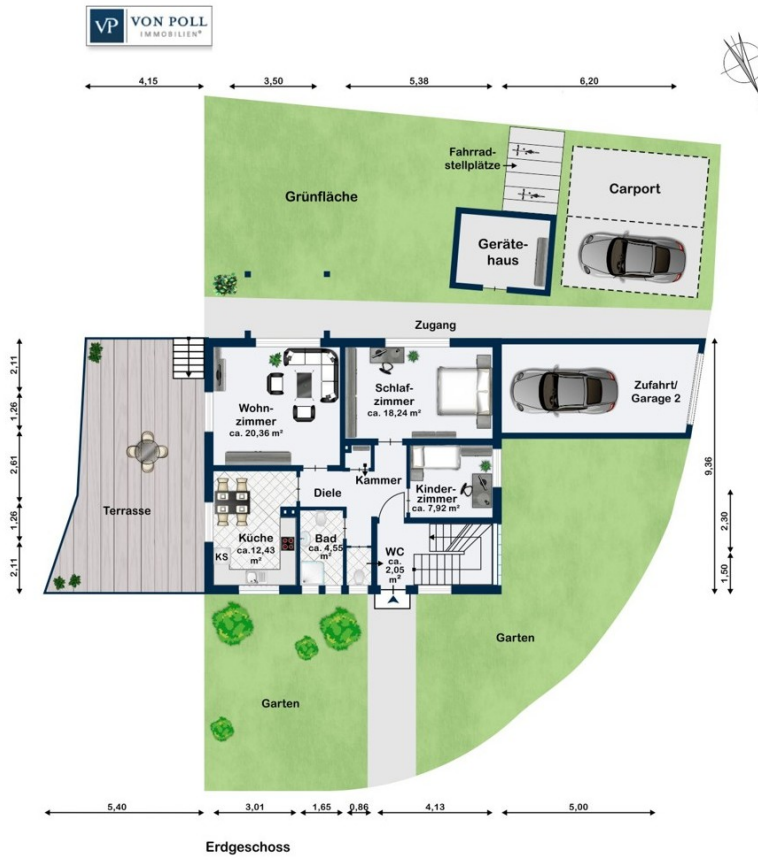 VP VON POLL
IMMOBILIEN®
4,15 3,50 5,38 6,20
Fahrrad-
stellplätze
Carport
Grünfläche
Geräte-
haus
Zugang
2,11
1,26
2,61
1,26
2,11
Wohn-
zimmer
ca. 20,36 m²
Schlaf-
zimmer
ca. 18,24 m²
Zufahrt/
Garage 2
9,36
2,30
1,50
Terrasse
Diele
Kammer
Kinder-
zimmer
ca. 7,92 m²
Küche
ca.12,43
m²
KS
Bad
ca. 4,55
m²
WC
ca.
2,05
m²
Garten
Garten
5,40 3,01 1,65 0,86 4,13 5,00
Erdgeschoss